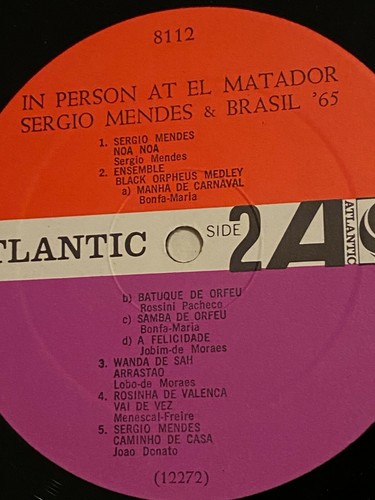 8112
IN PERSON AT EL MATADOR
SERGIO MENDES & BRASIL '65
1. SERGIO MENDES
NOA NOA
Sergio Mendes
2. ENSEMBLE
BLACK ORPHEUS MEDLEY
a) MANHA DE CARNAVAL
Bonfa-Maria
TLANTIC SIDE 2 A ATLANTIC
b) BATUQUE DE ORFEU
Rossini Pacheco
c) SAMBA DE ORFEU
Bonfa-Maria
d) A FELICIDADE
Jobim-de Moraes
3. WANDA DE SAH
ARRASTAO
Lobo-de Moraes
4. ROSINHA DE VALENCA
VAI DE VEZ
Menescal-Freire
5. SERGIO MENDES
CAMINHO DE CASA
Joao Donato
(12272)